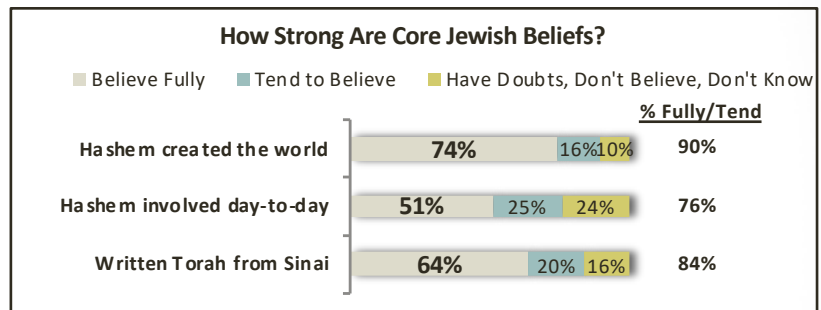 How Strong Are Core Jewish Beliefs?
Believe Fully Tend to Believe Have Doubts, Don't Believe, Don't Know
% Fully/Tend
Hashem created the world 74% 16% 10% 90%
Hashem involved day-to-day 51% 25% 24% 76%
Written Torah from Sinai 64% 20% 16% 84%